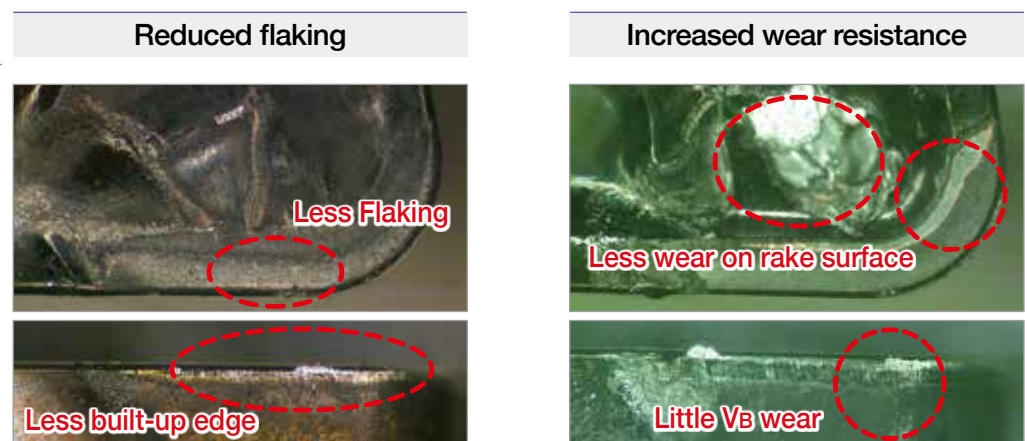 Reduced flaking
Less Flaking
Less built-up edge
Increased wear resistance
Less wear on rake surface
Little VB wear